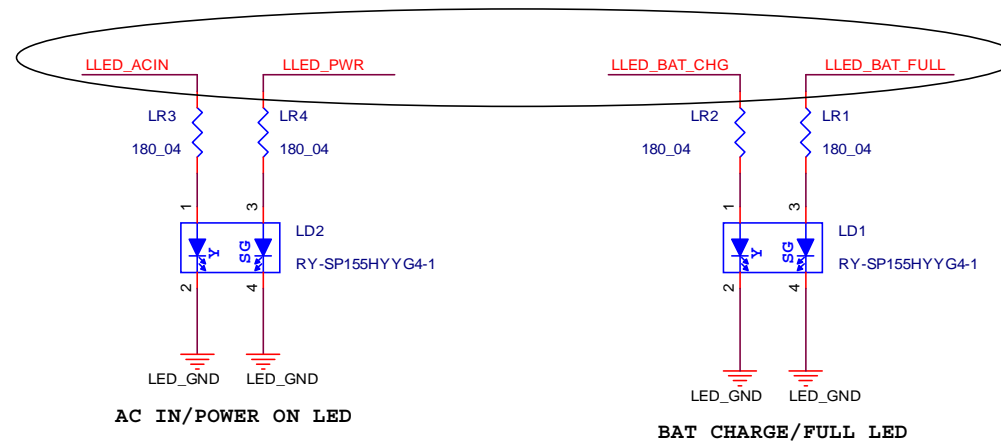 LLED_ACIN LLED_PWR LLED_BAT_CHG LLED_BAT_FULL
LR3 LR4 LR2 LR1
180_04 180_04 180_04 180_04
1 3 1 3
LD2 LD1
Y SG Y SG
RY-SP155HYYG4-1 RY-SP155HYYG4-1
2 4 2 4
LED_GND LED_GND LED_GND LED_GND
AC IN/POWER ON LED
BAT CHARGE/FULL LED